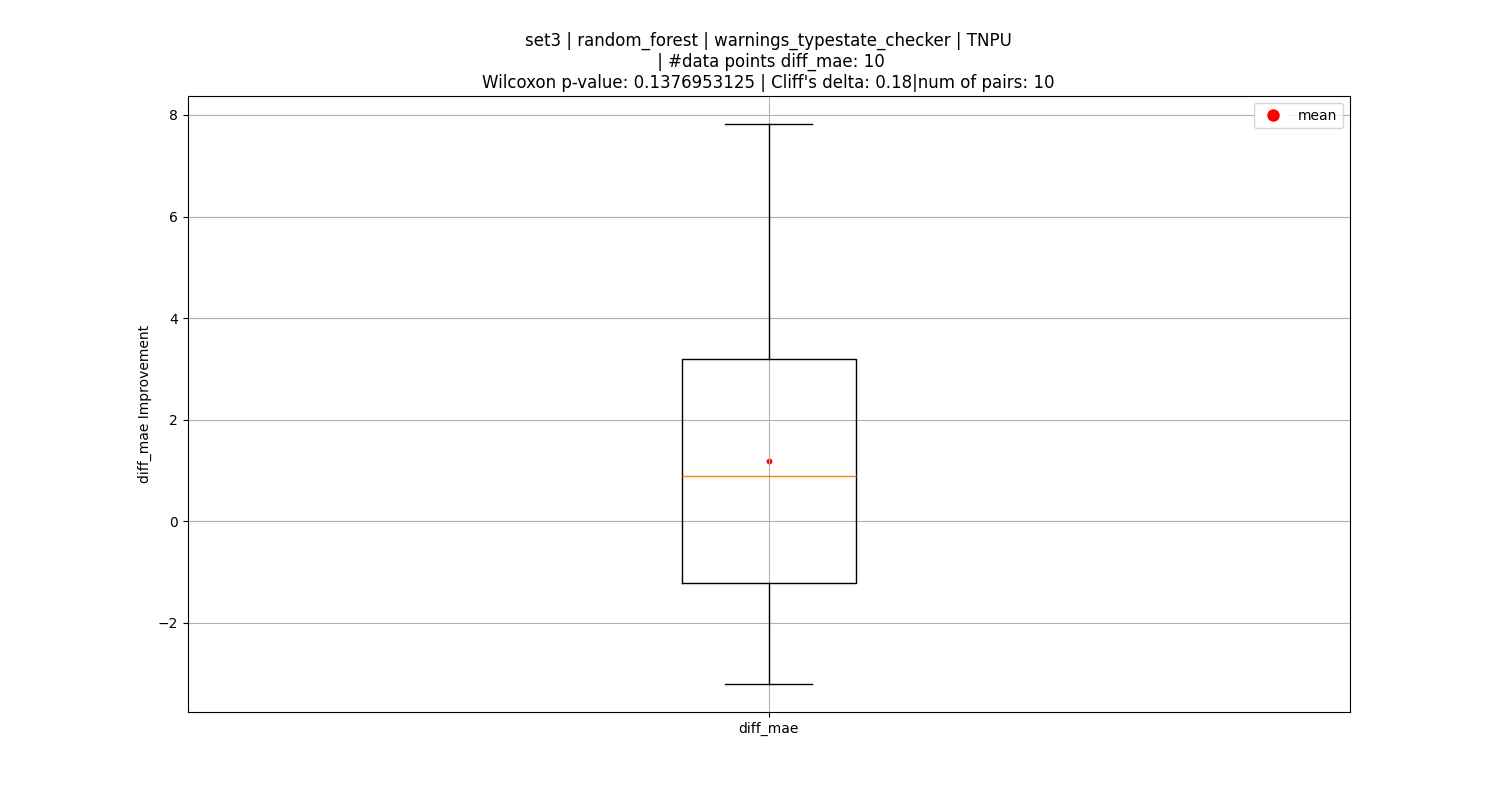 set3 | random_forest | warnings_typestate_checker | TNPU
| #data points diff_mae: 10
Wilcoxon p-value: 0.1376953125 | Cliff's delta: 0.18|num of pairs: 10
mean
8
6
4
2
0
−2
diff_mae Improvement
diff_mae